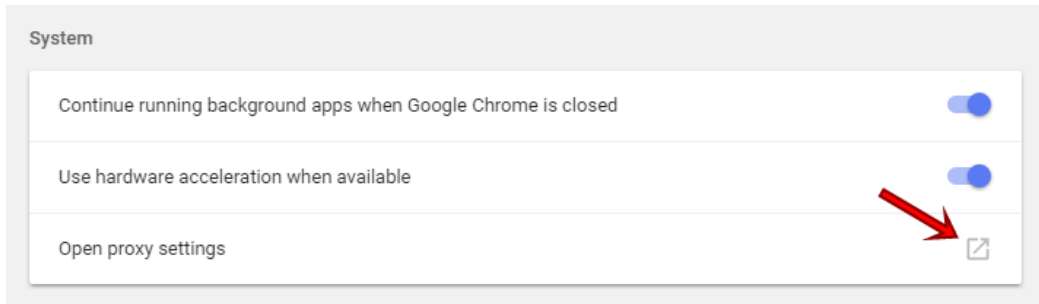 System
Continue running background apps when Google Chrome is closed
Use hardware acceleration when available
Open proxy settings